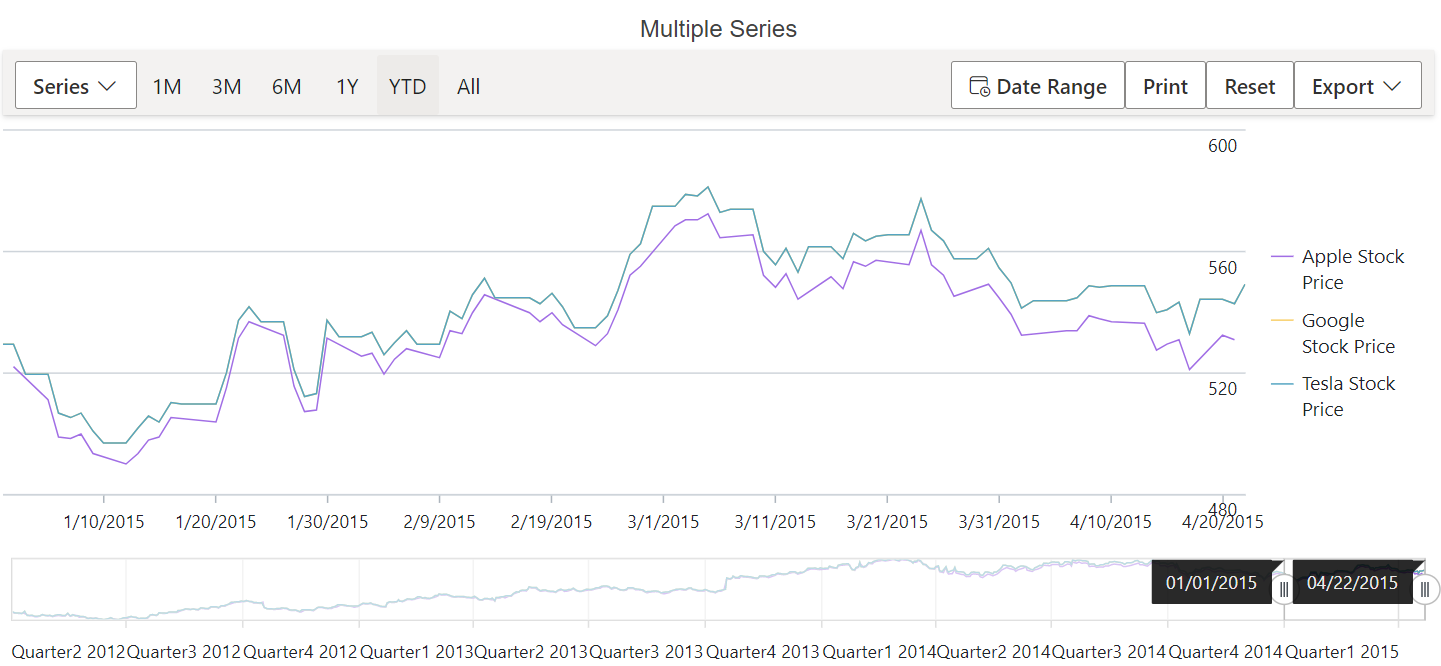 Multiple Series
Series 1M 3M 6M 1Y YTD All Date Range Print Reset Export
600
560
520
480
Apple Stock
Price
Google
Stock Price
Tesla Stock
Price
1/10/2015 1/20/2015 1/30/2015 2/9/2015 2/19/2015 3/1/2015 3/11/2015 3/21/2015 3/31/2015 4/10/2015 4/20/2015
01/01/2015 04/22/2015
Quarter2 2012 Quarter3 2012 Quarter4 2012 Quarter1 2013 Quarter2 2013 Quarter3 2013 Quarter4 2013 Quarter1 2014 Quarter2 2014 Quarter3 2014 Quarter4 2014 Quarter1 2015